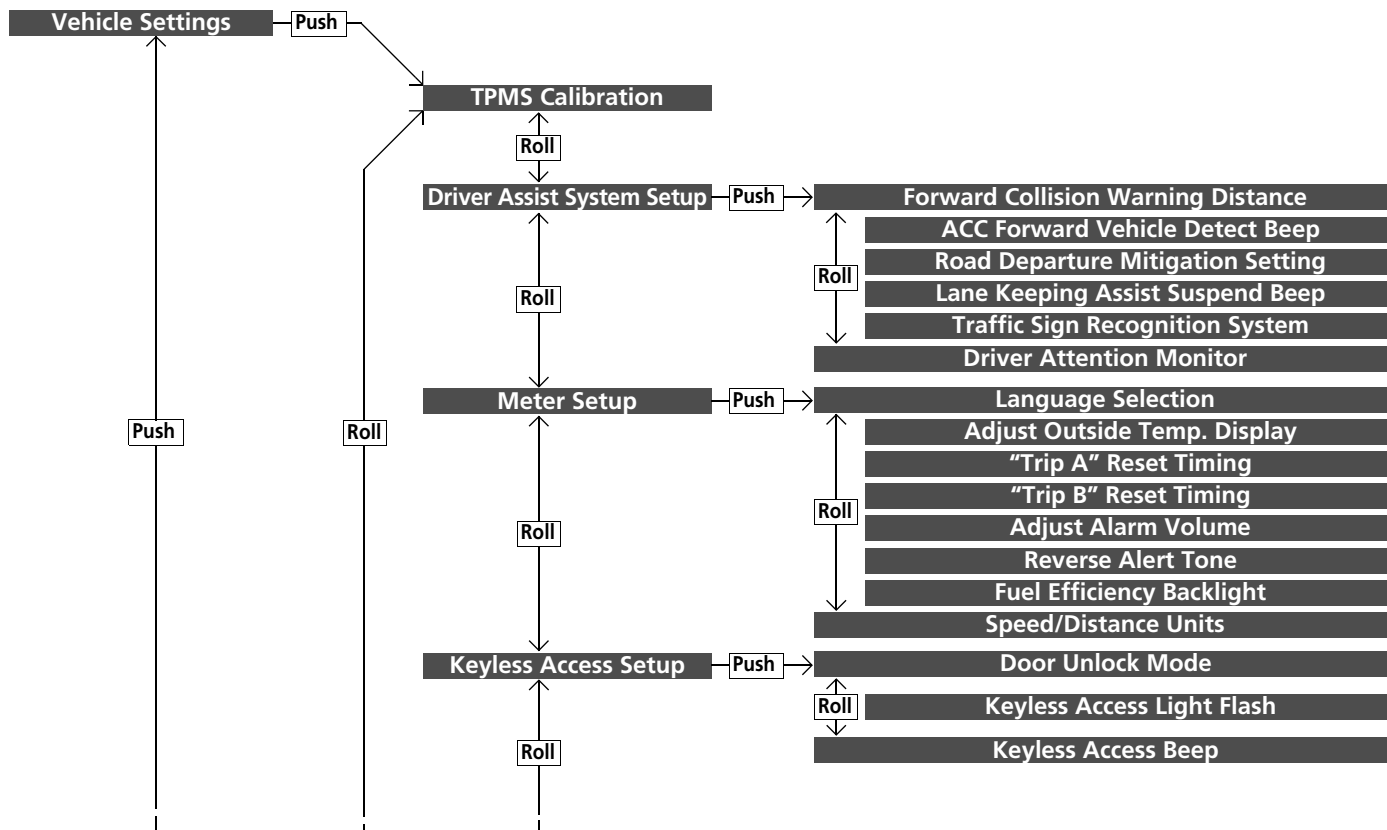 Vehicle Settings
Push
TPMS Calibration
Roll
Driver Assist System Setup
Push
Forward Collision Warning Distance
ACC Forward Vehicle Detect Beep
Road Departure Mitigation Setting
Roll
Lane Keeping Assist Suspend Beep
Roll
Traffic Sign Recognition System
Driver Attention Monitor
Meter Setup
Push
Language Selection
Push
Roll
Adjust Outside Temp. Display
“Trip A” Reset Timing
“Trip B” Reset Timing
Roll
Adjust Alarm Volume
Roll
Reverse Alert Tone
Fuel Efficiency Backlight
Speed/Distance Units
Keyless Access Setup
Push
Door Unlock Mode
Roll
Keyless Access Light Flash
Roll
Keyless Access Beep